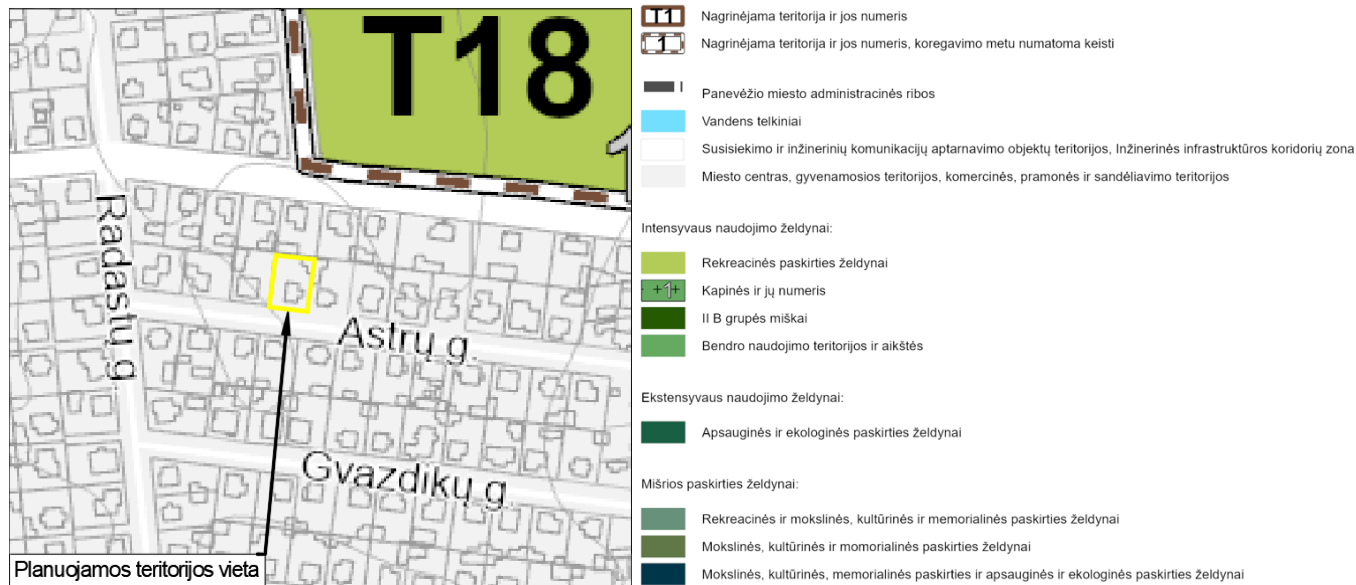 T18
1
Radastų g.
Astrų g.
Gvazdikų g.
Planuojamos teritorijos vieta
T1 Nagrinėjama teritorija ir jos numeris
1 Nagrinėjama teritorija ir jos numeris, koregavimo metu numatoma keisti
Panevėžio miesto administracinės ribos
Vandens telkiniai
Susisiekimo ir inžinerinių komunikacijų aptarnavimo objektų teritorijos, Inžinerinės infrastruktūros koridorių zona
Miesto centras, gyvenamosios teritorijos, komercinės, pramonės ir sandėliavimo teritorijos
Intensyvaus naudojimo želdynai:
Rekreacinės paskirties želdynai
+1+ Kapinės ir jų numeris
II B grupės miškai
Bendro naudojimo teritorijos ir aikštės
Ekstensyvaus naudojimo želdynai:
Apsauginės ir ekologinės paskirties želdynai
Mišrios paskirties želdynai:
Rekreacinės ir mokslinės, kultūrinės ir memorialinės paskirties želdynai
Mokslinės, kultūrinės ir momorialinės paskirties želdynai
Mokslinės, kultūrinės, memorialinės paskirties ir apsauginės ir ekologinės paskirties želdynai